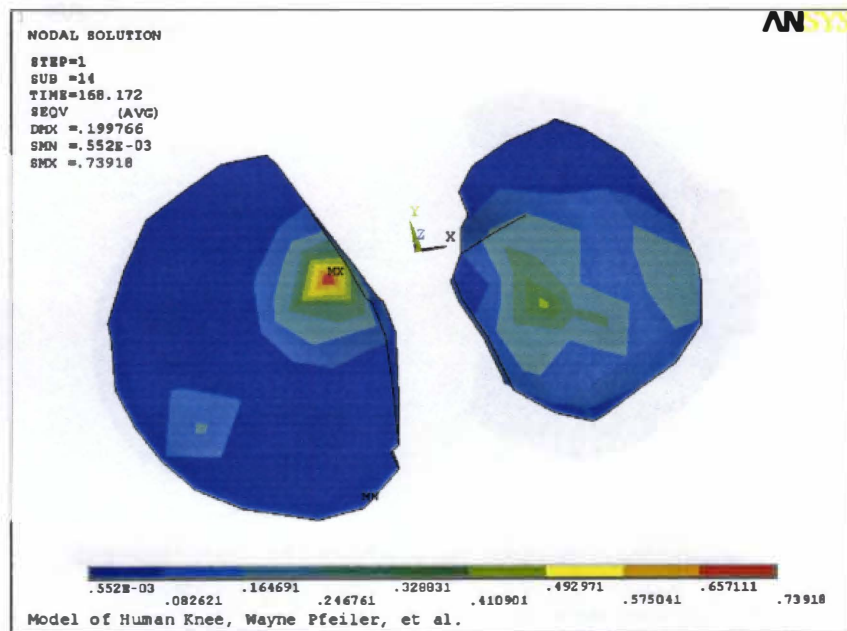 ANSYS
NODAL SOLUTION
STEP=1
SUB =14
TIME=168.172
SEQV (AVG)
DMX =.199766
SMN =.552E-03
SMX =.73918
MX
Y
Z X
MN
.552E-03 .164691 .328831 .492971 .657111
.082621 .246761 .410901 .575041 .73918
Model of Human Knee, Wayne Pfeiler, et al.